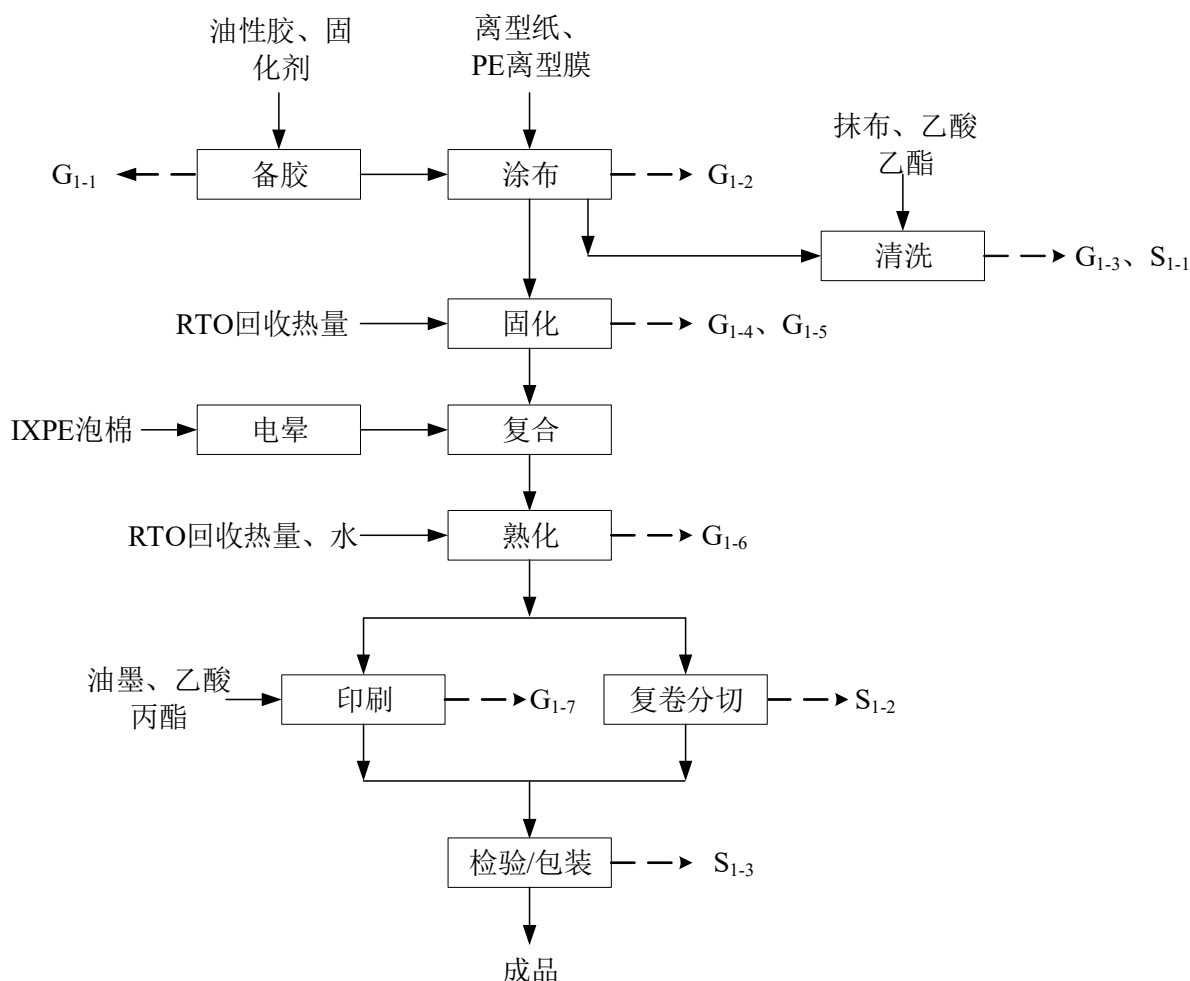 油性胶、固
化剂
离型纸、
PE离型膜
抹布、乙酸
乙酯
G1-1
备胶
涂布
G1-2
清洗
G1-3、S1-1
RTO回收热量
固化
G1-4、G1-5
IXPE泡棉
电晕
复合
RTO回收热量、水
熟化
G1-6
油墨、乙酸
丙酯
印刷
G1-7
复卷分切
S1-2
检验/包装
S1-3
成品